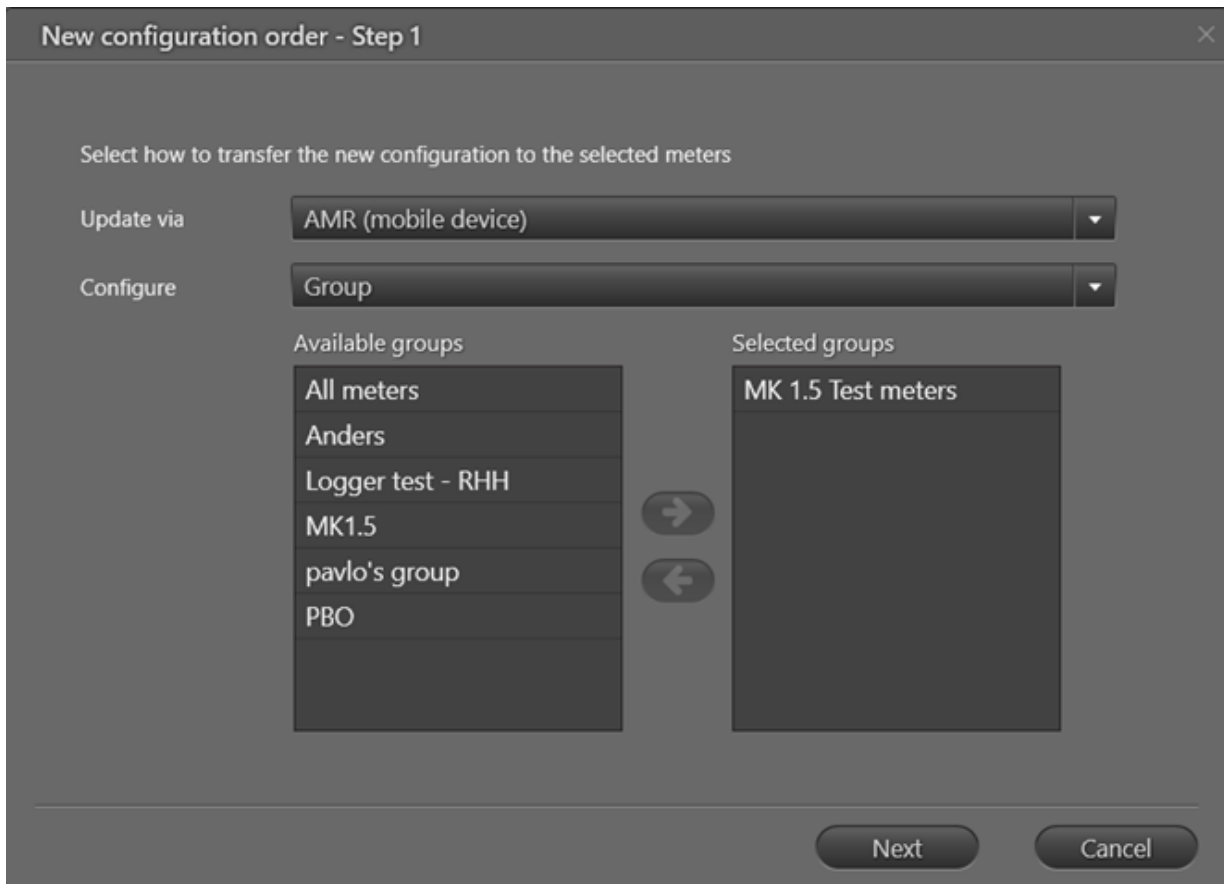 New configuration order - Step 1
Select how to transfer the new configuration to the selected meters
Update via
AMR (mobile device)
Configure
Group
Available groups
All meters
Anders
Logger test - RHH
MK1.5
pavlo's group
PBO
Selected groups
MK 1.5 Test meters
Next
Cancel